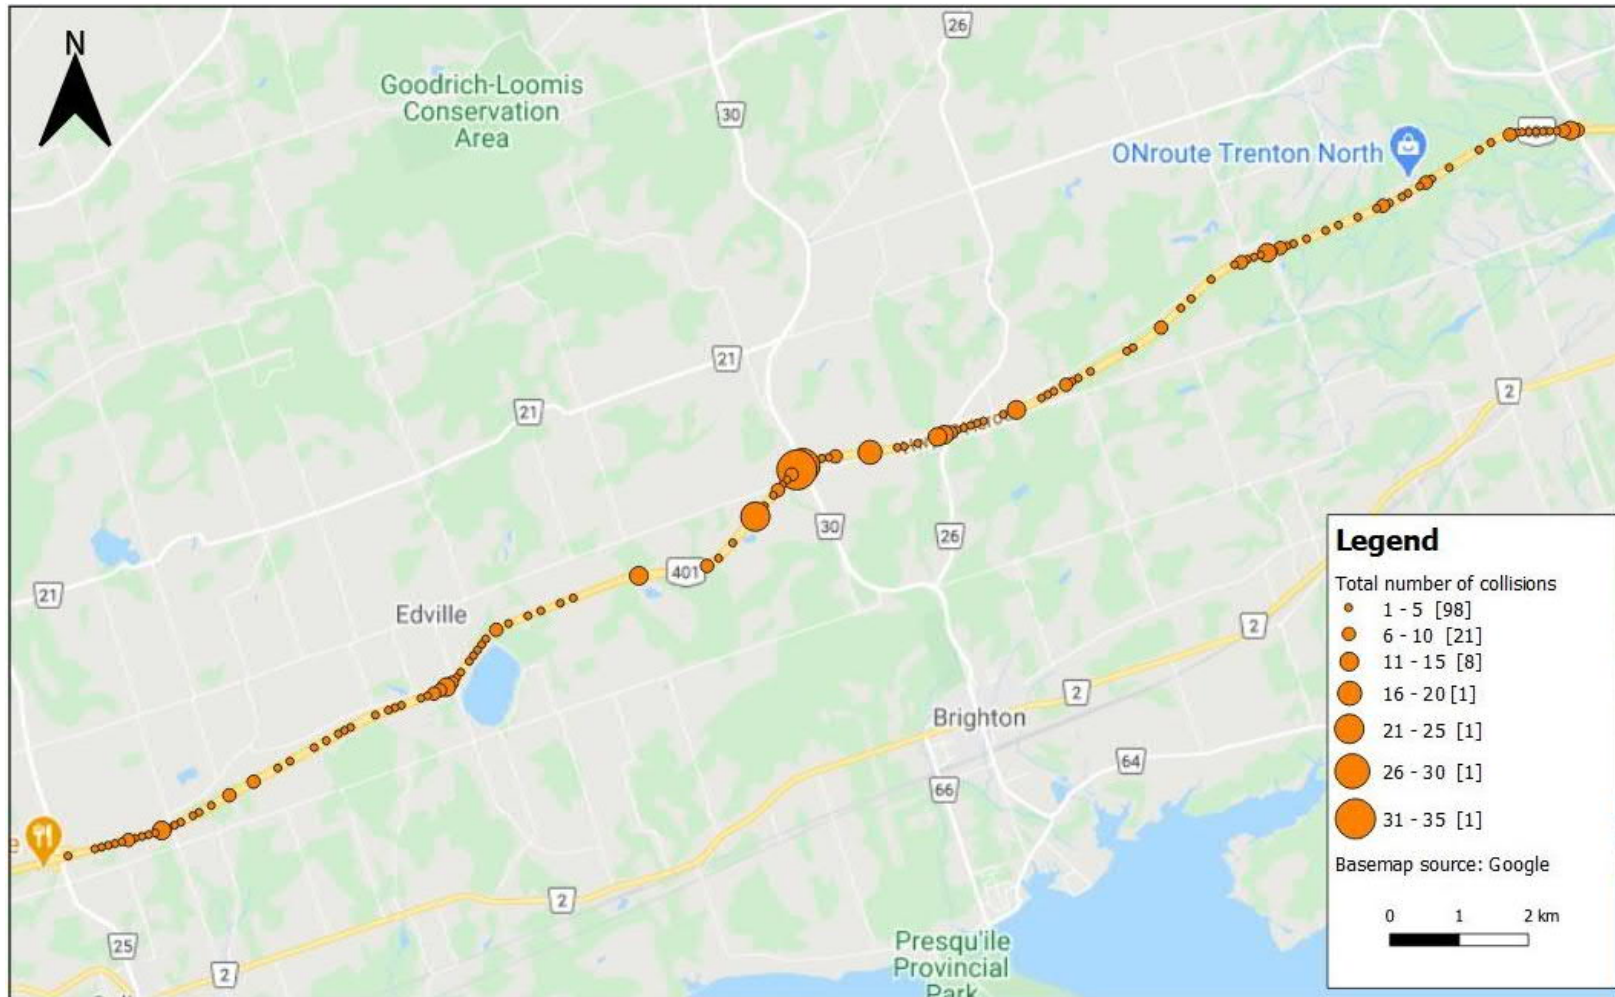 N
26
Goodrich-Loomis
Conservation
Area
30
ONroute Trenton North
21
21
2
30
26
401
21
Edville
2
2
Brighton
64
66
e
2
25
2
Presqu'ile
Provincial
Park
Legend
Total number of collisions
1 - 5 [98]
6 - 10 [21]
11 - 15 [8]
16 - 20 [1]
21 - 25 [1]
26 - 30 [1]
31 - 35 [1]
Basemap source: Google
0 1 2 km